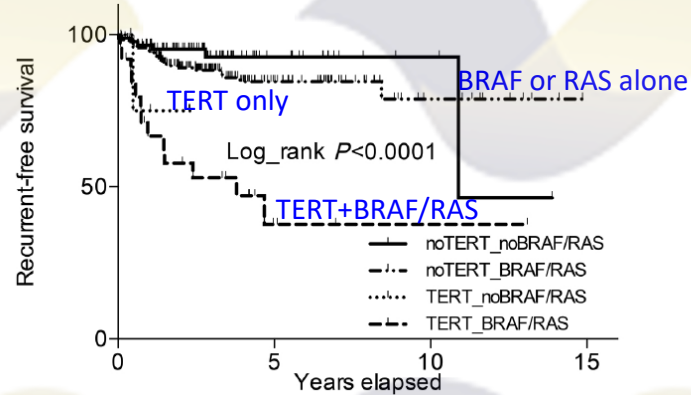 Recurrent-free survival
100
50
0
BRAF or RAS alone
TERT only
Log_rank P<0.0001
TERT+BRAF/RAS
noTERT_noBRAF/RAS
noTERT_BRAF/RAS
TERT_noBRAF/RAS
TERT_BRAF/RAS
0 5 10 15
Years elapsed